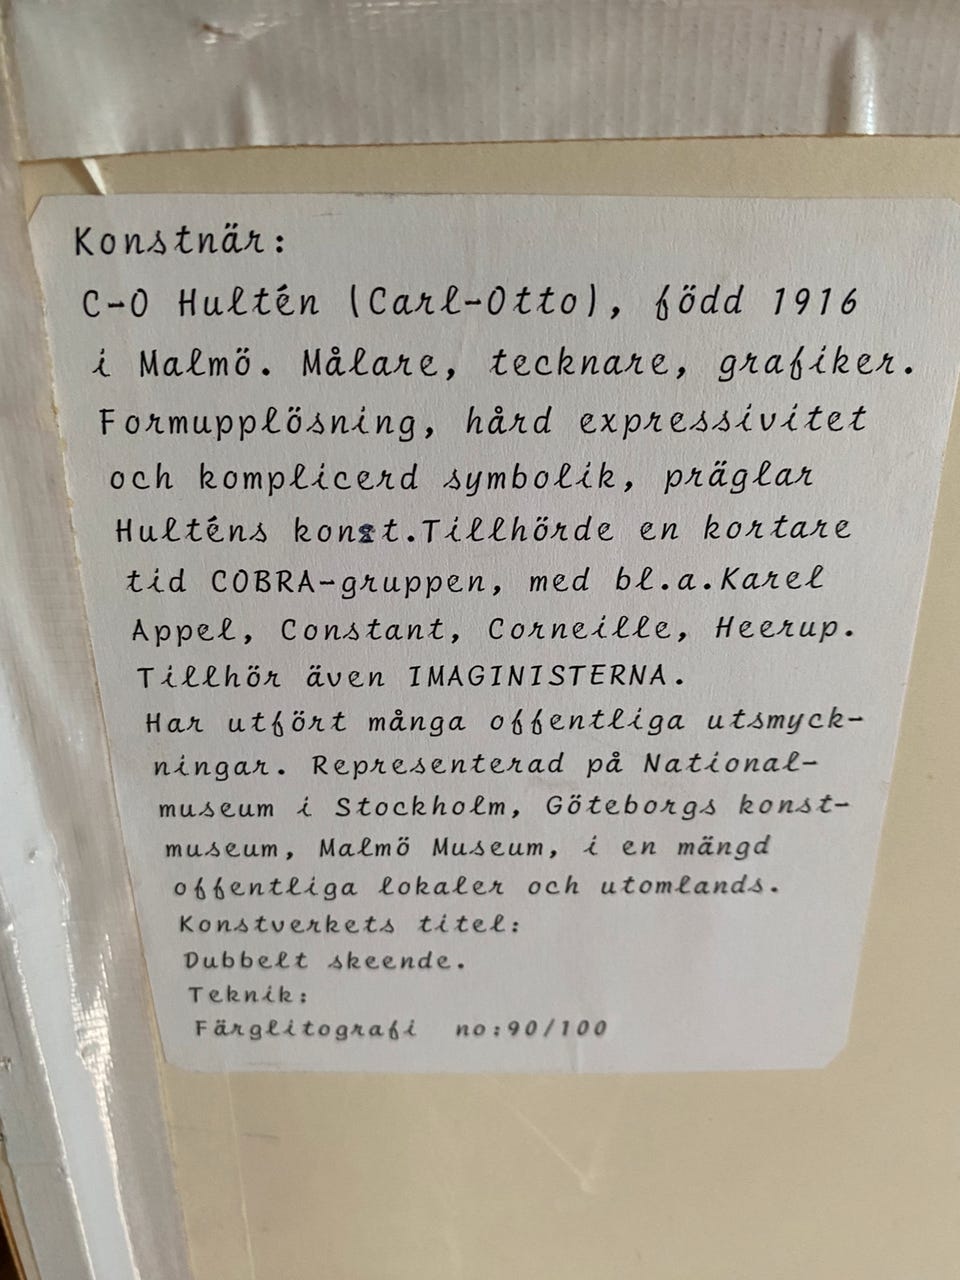 Konstnär:
C-O Hultén (Carl-Otto), född 1916
i Malmö. Målare, tecknare, grafiker.
Formupplösning, hård expressivitet
och komplicerd symbolik, präglar
Hulténs konst.Tillhörde en kortare
tid COBRA-gruppen, med bl.a.Karel
Appel, Constant, Corneille, Heerup.
Tillhör även IMAGINISTERNA.
Har utfört många offentliga utsmyck-
ningar. Representerad på National-
museum i Stockholm, Göteborgs konst-
museum, Malmö Museum, i en mängd
offentliga lokaler och utomlands.
Konstverkets titel:
Dubbelt skeende.
Teknik:
Färglitografi no:90/100